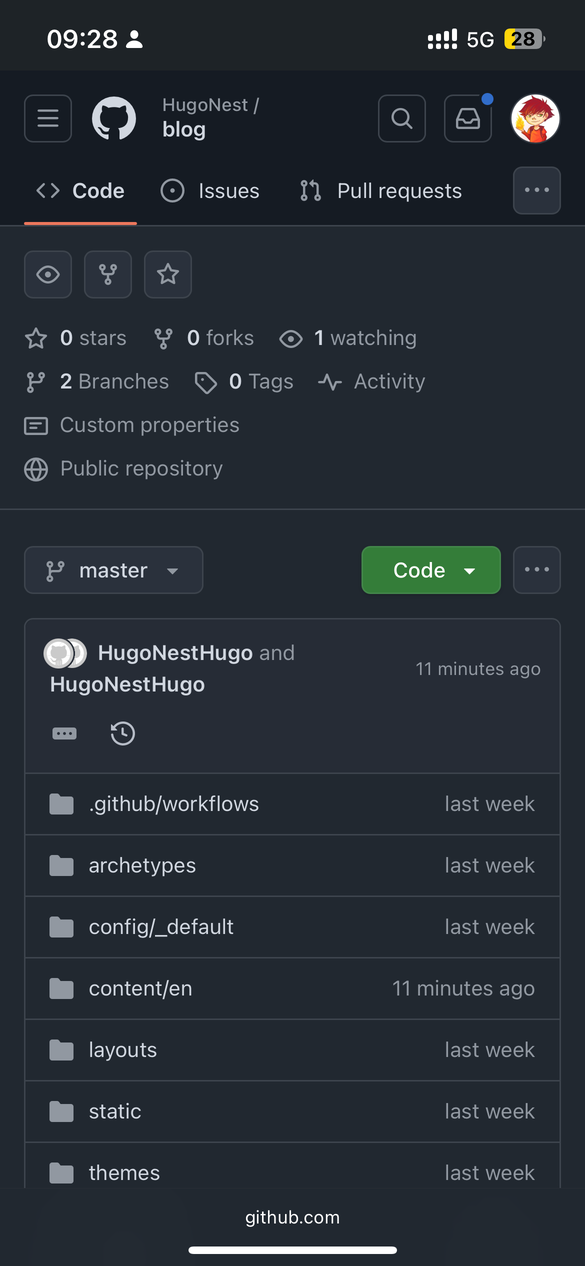 09:28 5G 28
HugoNest /
blog
Code Issues Pull requests
0 stars 0 forks 1 watching
2 Branches 0 Tags Activity
Custom properties
Public repository
master Code
HugoNestHugo and
HugoNestHugo
11 minutes ago
.github/workflows last week
archetypes last week
config/_default last week
content/en 11 minutes ago
layouts last week
static last week
themes last week
github.com